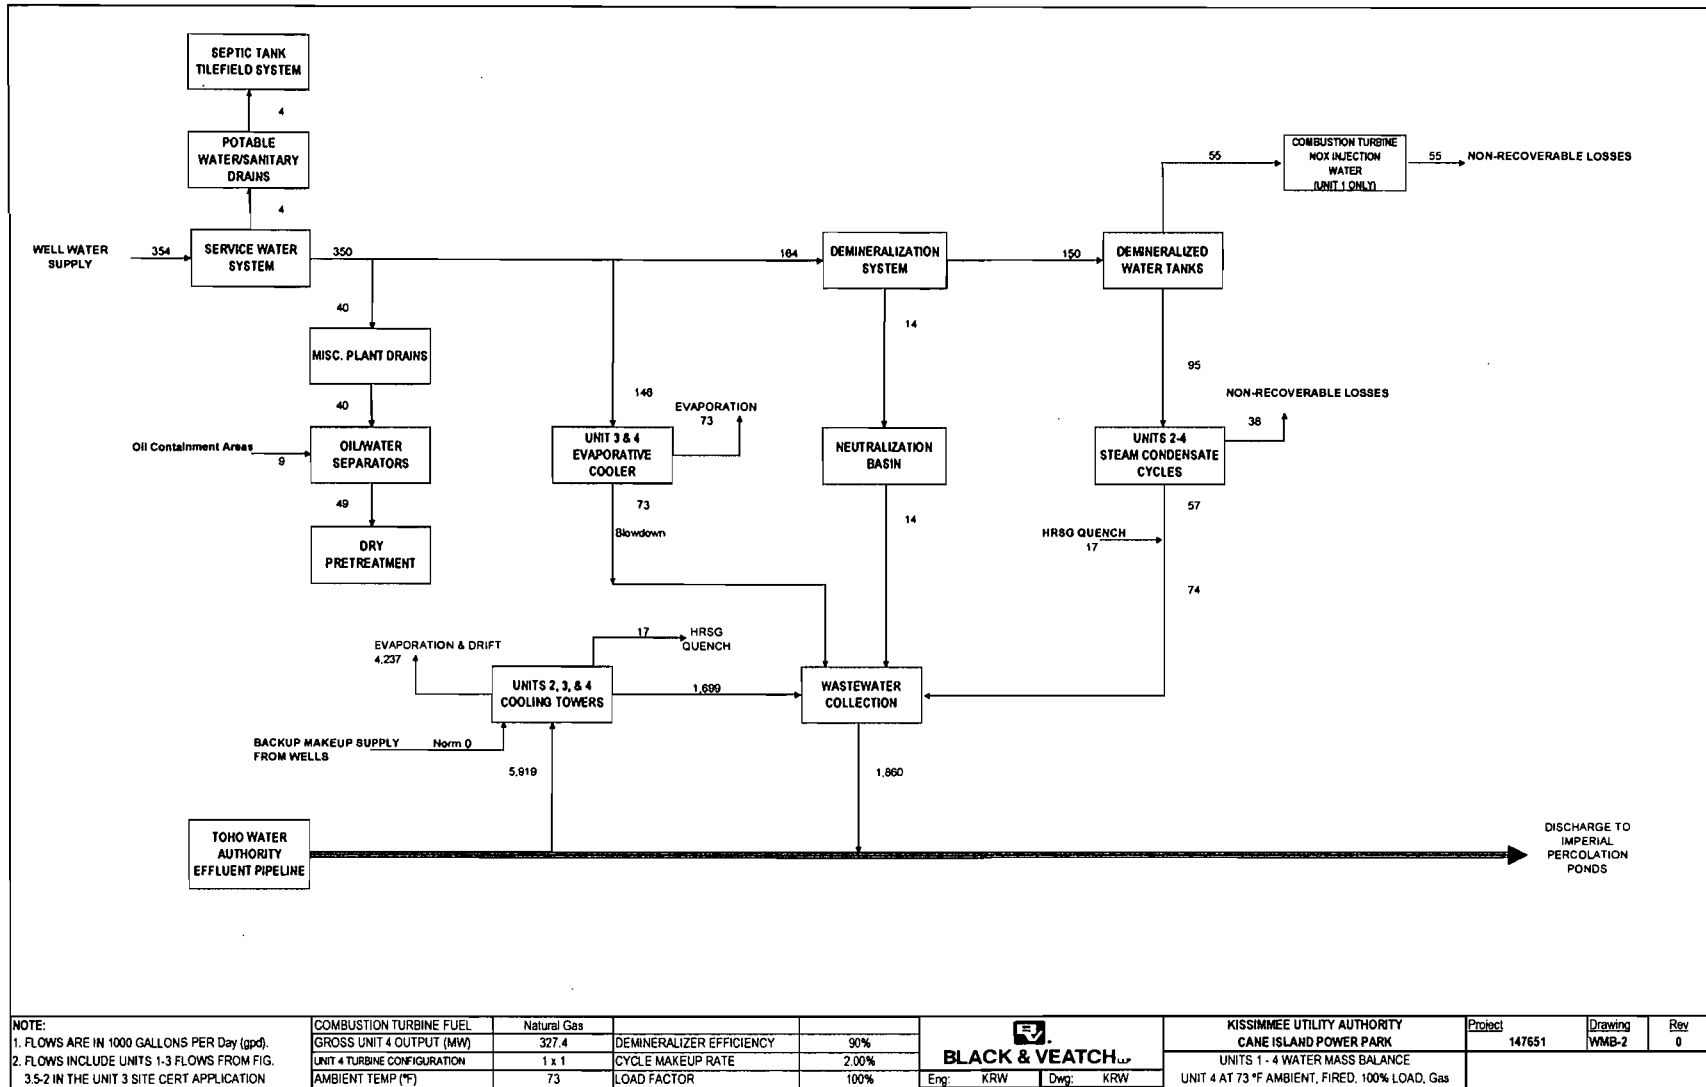 SEPTIC TANK
TILEFIELD SYSTEM
4
POTABLE
WATER/SANITARY
DRAINS
4
WELL WATER
SUPPLY
354
SERVICE WATER
SYSTEM
350
164
DEMINERALIZATION
SYSTEM
150
DEMINERALIZED
WATER TANKS
55
COMBUSTION TURBINE
NOX INJECTION
WATER
(UNIT 1 ONLY)
55
NON-RECOVERABLE LOSSES
40
MISC. PLANT DRAINS
40
Oil Containment Areas
9
OIL/WATER
SEPARATORS
49
DRY
PRETREATMENT
146
EVAPORATION
73
UNIT 3 & 4
EVAPORATIVE
COOLER
73
Blowdown
14
NEUTRALIZATION
BASIN
14
95
NON-RECOVERABLE LOSSES
38
UNITS 2-4
STEAM CONDENSATE
CYCLES
57
HRSG QUENCH
17
74
EVAPORATION & DRIFT
4,237
17
HRSG
QUENCH
UNITS 2, 3, & 4
COOLING TOWERS
1,699
WASTEWATER
COLLECTION
BACKUP MAKEUP SUPPLY
FROM WELLS
Norm 0
5,919
1,860
TOHO WATER
AUTHORITY
EFFLUENT PIPELINE
DISCHARGE TO
IMPERIAL
PERCOLATION
PONDS
NOTE:
1. FLOWS ARE IN 1000 GALLONS PER Day (gpd).
2. FLOWS INCLUDE UNITS 1-3 FLOWS FROM FIG.
3.5-2 IN THE UNIT 3 SITE CERT APPLICATION
COMBUSTION TURBINE FUEL Natural Gas
GROSS UNIT 4 OUTPUT (MW) 327.4 DEMINERALIZER EFFICIENCY 90%
UNIT 4 TURBINE CONFIGURATION 1 x 1 CYCLE MAKEUP RATE 2.00%
AMBIENT TEMP (°F) 73 LOAD FACTOR 100%
BLACK & VEATCH LLP
Eng: KRW Dwg: KRW
KISSIMMEE UTILITY AUTHORITY
CANE ISLAND POWER PARK
UNITS 1 - 4 WATER MASS BALANCE
UNIT 4 AT 73 °F AMBIENT, FIRED, 100% LOAD, Gas
Project Drawing Rev
147651 WMB-2 0